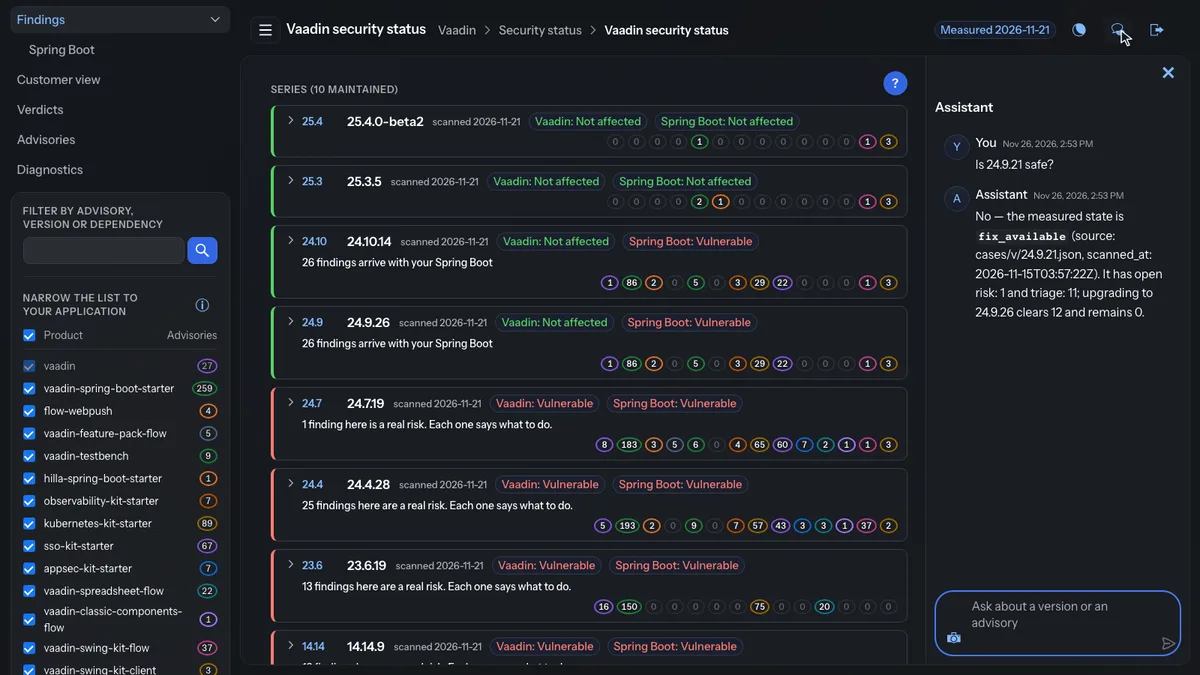 Findings
Spring Boot
Customer view
Verdicts
Advisories
Diagnostics
FILTER BY ADVISORY,
VERSION OR DEPENDENCY
NARROW THE LIST TO
YOUR APPLICATION
Product Advisories
vaadin 27
vaadin-spring-boot-starter 259
flow-webpush 4
vaadin-feature-pack-flow 5
vaadin-testbench 9
hilla-spring-boot-starter 1
observability-kit-starter 7
kubernetes-kit-starter 89
sso-kit-starter 67
appsec-kit-starter 7
vaadin-spreadsheet-flow 22
vaadin-classic-components-
flow 1
vaadin-swing-kit-flow 37
vaadin-swing-kit-client 3
Vaadin security status Vaadin > Security status > Vaadin security status
Measured 2026-11-21
SERIES (10 MAINTAINED) ?
25.4 25.4.0-beta2 scanned 2026-11-21 Vaadin: Not affected Spring Boot: Not affected
0 0 0 0 1 0 0 0 0 0 0 0 1 3
25.3 25.3.5 scanned 2026-11-21 Vaadin: Not affected Spring Boot: Not affected
0 0 0 0 2 1 0 0 0 0 0 0 1 3
24.10 24.10.14 scanned 2026-11-21 Vaadin: Not affected Spring Boot: Vulnerable
26 findings arrive with your Spring Boot
1 86 2 0 5 0 3 29 22 0 0 0 1 3
24.9 24.9.26 scanned 2026-11-21 Vaadin: Not affected Spring Boot: Vulnerable
26 findings arrive with your Spring Boot
1 86 2 0 5 0 3 29 22 0 0 0 1 3
24.7 24.7.19 scanned 2026-11-21 Vaadin: Vulnerable Spring Boot: Vulnerable
1 finding here is a real risk. Each one says what to do.
8 183 3 5 6 0 4 65 60 7 2 1 1 3
24.4 24.4.28 scanned 2026-11-21 Vaadin: Vulnerable Spring Boot: Vulnerable
25 findings here are a real risk. Each one says what to do.
5 193 2 0 9 0 7 57 43 3 3 1 37 2
23.6 23.6.19 scanned 2026-11-21 Vaadin: Vulnerable Spring Boot: Vulnerable
13 findings here are a real risk. Each one says what to do.
16 150 0 0 0 0 0 75 0 0 20 0 0 0
14.14 14.14.9 scanned 2026-11-21 Vaadin: Vulnerable Spring Boot: Vulnerable
Assistant
Y You Nov 26, 2026, 2:53 PM
Is 24.9.21 safe?
A Assistant Nov 26, 2026, 2:53 PM
No — the measured state is
fix_available (source:
cases/v/24.9.21.json, scanned_at:
2026-11-15T03:57:22Z). It has open
risk: 1 and triage: 11; upgrading to
24.9.26 clears 12 and remains 0.
Ask about a version or an
advisory